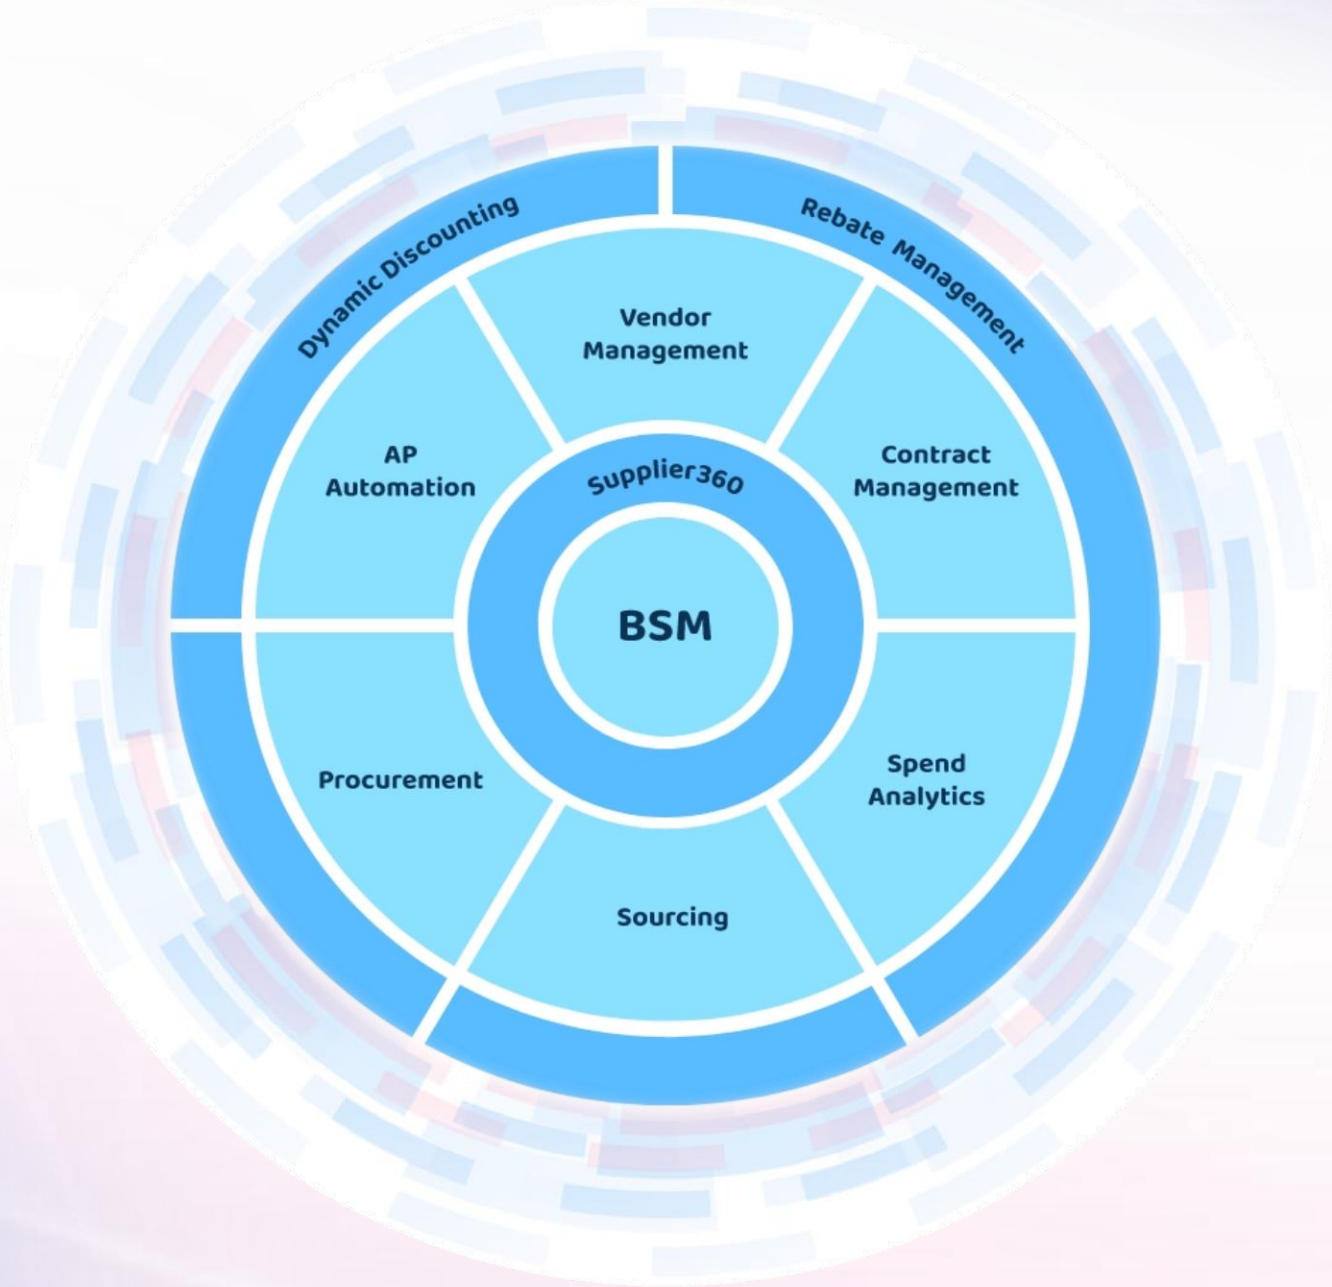 Dynamic Discounting
Rebate Management
Vendor
Management
AP
Automation
Contract
Management
Supplier360
BSM
Procurement
Spend
Analytics
Sourcing